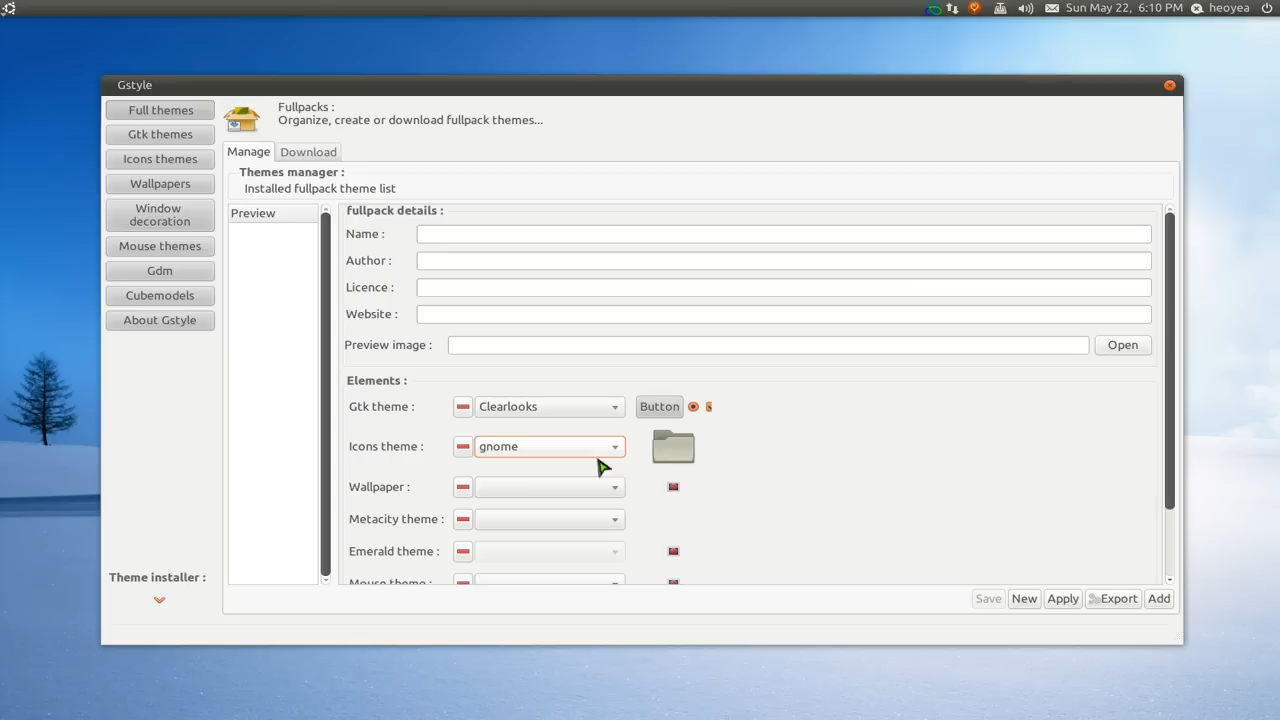 Sun May 22, 6:10 PM heoyea
Gstyle
Full themes
Gtk themes
Icons themes
Wallpapers
Window
decoration
Mouse themes
Gdm
Cubemodels
About Gstyle
Theme installer :
Fullpacks :
Organize, create or download fullpack themes...
Manage Download
Themes manager :
Installed fullpack theme list
Preview
fullpack details :
Name :
Author :
Licence :
Website :
Preview image : Open
Elements :
Gtk theme : Clearlooks Button
Icons theme : gnome
Wallpaper :
Metacity theme :
Emerald theme :
Mouse theme :
Save New Apply Export Add